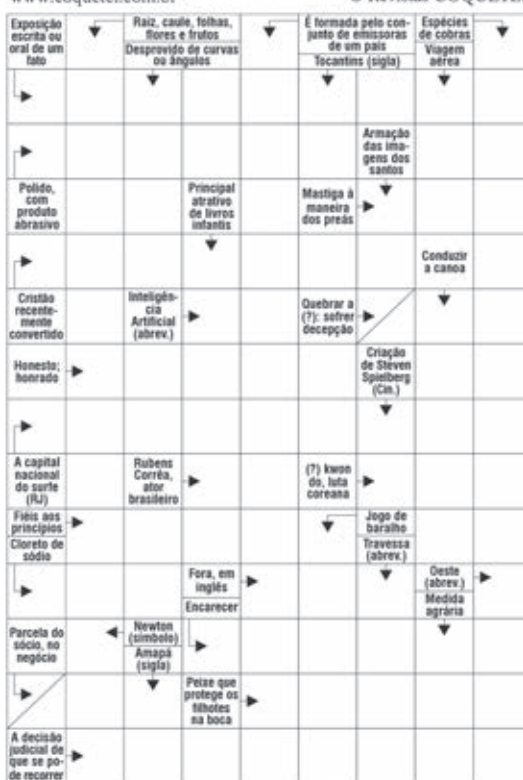 www.coquetel.com.br
Exposição
escrita ou
oral de um
fato
Raiz, caule, folhas,
flores e frutos
Desprovido de curvas
ou ângulos
É formada pelo con-
junto de emissoras
de um país
Tocantins (sigla)
Espécies
de cobras
Viagem
aérea
Armação
das ima-
gens dos
santos
Polido,
com
produto
abrasivo
Principal
atrativo
de livros
infantis
Mastiga à
maneira
dos preás
Conduzir
a canoa
Cristão
recente-
mente
convertido
Inteligên-
cia
Artificial
(abrev.)
Quebrar a
(?): sofrer
decepção
Honesto;
honrado
Criação
de Steven
Spielberg
(Cin.)
A capital
nacional
do surfe
(RJ)
Rubens
Corrêa,
ator
brasileiro
(?) kwon
do, luta
coreana
Fiéis aos
princípios
Cloreto de
sódio
Jogo de
baralho
Travessa
(abrev.)
Fora, em
inglês
Encarecer
Oeste
(abrev.)
Medida
agrária
Parcela do
sócio, no
negócio
Newton
(símbolo)
Amapá
(sigla)
Peixe que
protege os
filhotes
na boca
A decisão
judicial de
que se po-
de recorrer